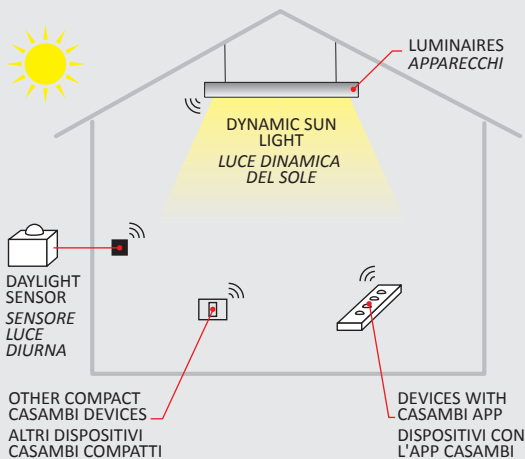 LUMINAIRES
APPARECCHI
DYNAMIC SUN
LIGHT
LUCE DINAMICA
DEL SOLE
DAYLIGHT
SENSOR
SENSORE
LUCE
DIURNA
OTHER COMPACT
CASAMBI DEVICES
ALTRI DISPOSITIVI
CASAMBI COMPATTI
DEVICES WITH
CASAMBI APP
DISPOSITIVI CON
L'APP CASAMBI